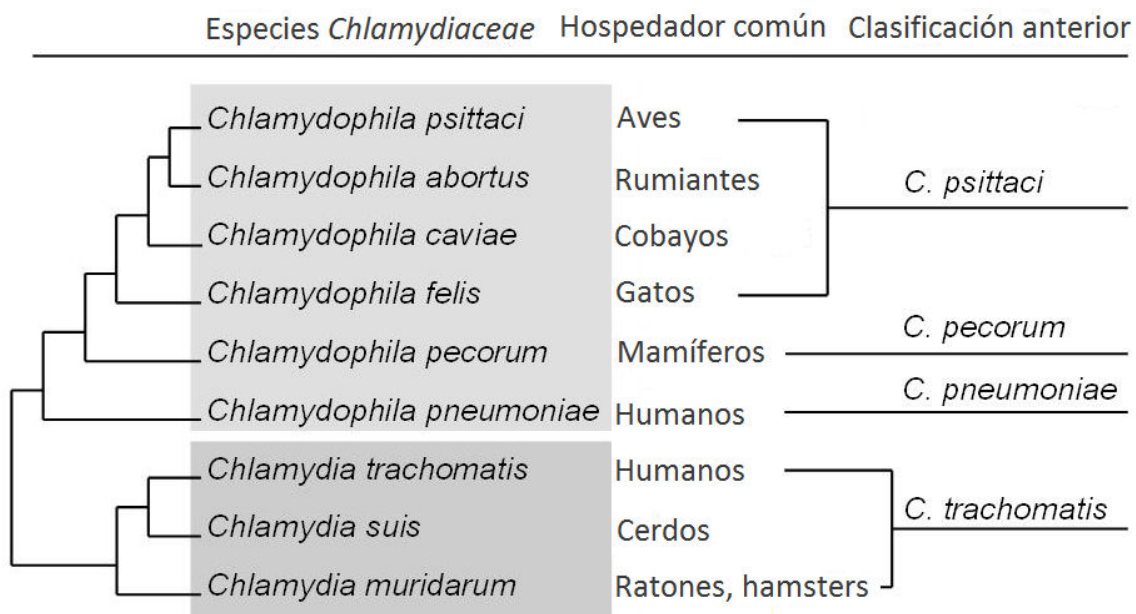 Especies Chlamydiaceae Hospedador común Clasificación anterior
Chlamydophila psittaci Aves
Chlamydophila abortus Rumiantes C. psittaci
Chlamydophila caviae Cobayos
Chlamydophila felis Gatos
Chlamydophila pecorum Mamíferos C. pecorum
Chlamydophila pneumoniae Humanos C. pneumoniae
Chlamydia trachomatis Humanos
Chlamydia suis Cerdos C. trachomatis
Chlamydia muridarum Ratones, hamsters